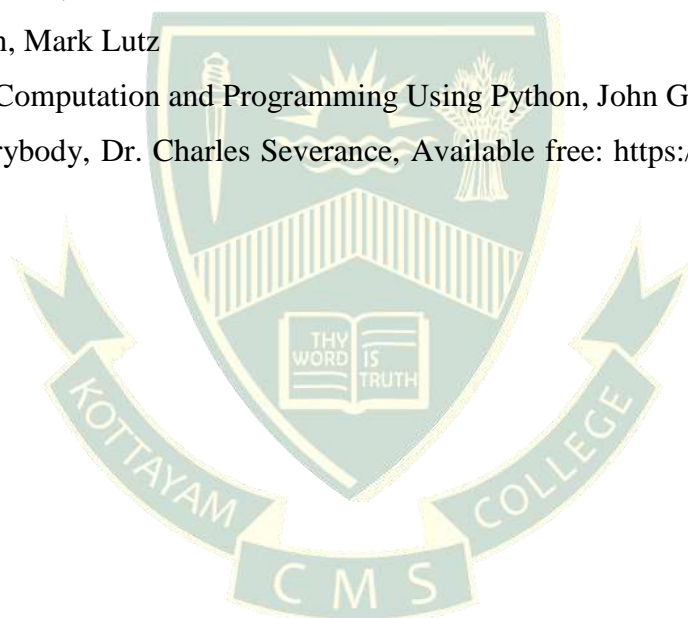 , Mark Lutz
Computation and Programming Using Python, John G
rybody, Dr. Charles Severance, Available free: https:/
THY
WORD IS
TRUTH
KOTTAYAM
COLLEGE
C M S